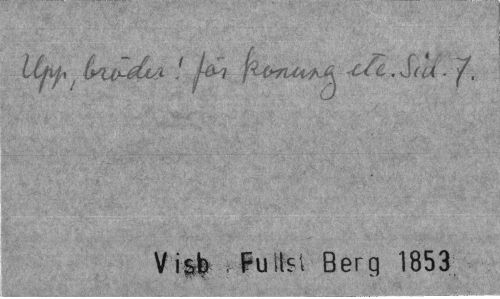 Upp, bröder! för konung etc. Sid. 7.
Visb. Fullst Berg 1853